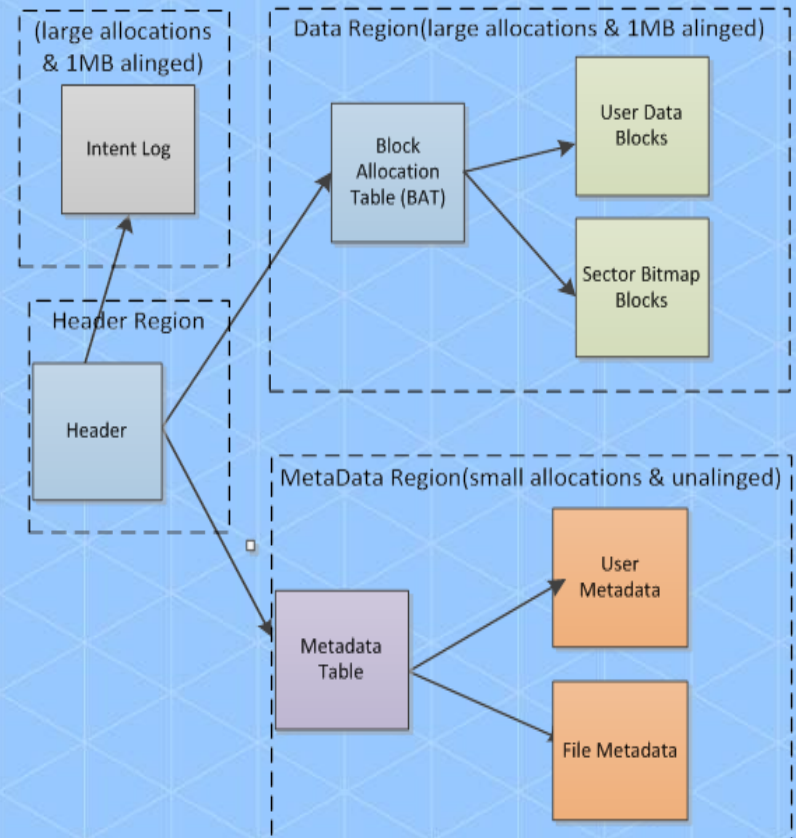 (large allocations
& 1MB alinged)
Intent Log
Data Region(large allocations & 1MB alinged)
Block
Allocation
Table (BAT)
User Data
Blocks
Sector Bitmap
Blocks
Header Region
Header
MetaData Region(small allocations & unalinged)
User
Metadata
Metadata
Table
File Metadata